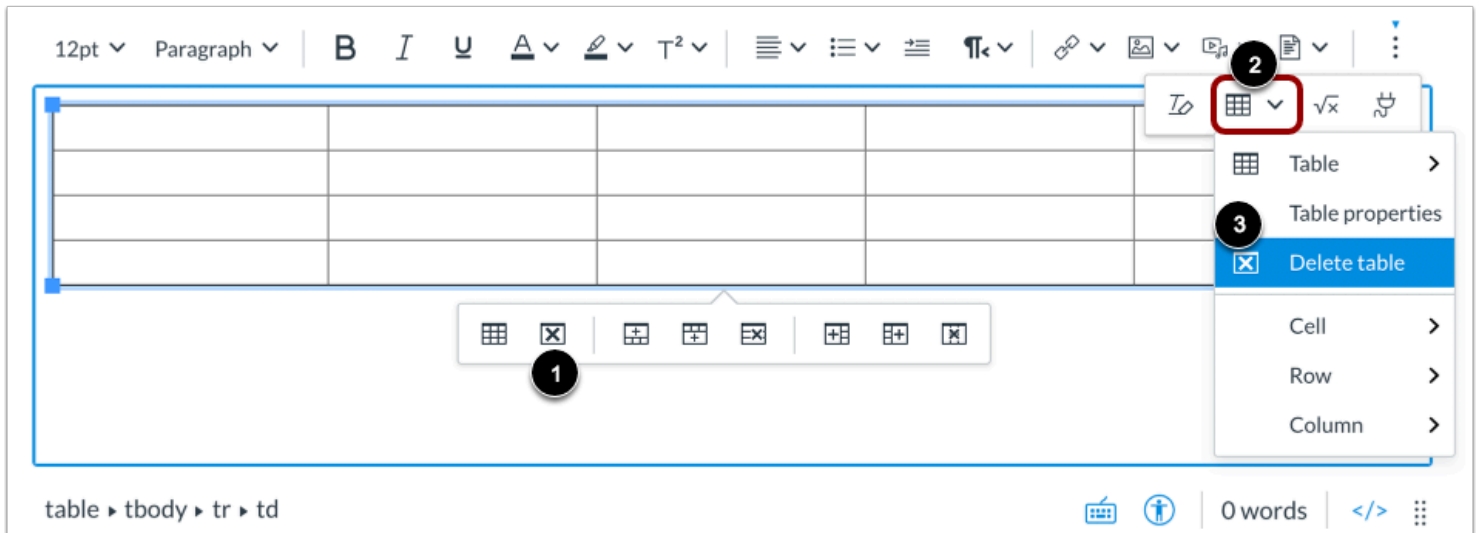 12pt Paragraph B I U A T²
2
√x
Table
Table properties
3
Delete table
Cell
1
Row
Column
table ▸ tbody ▸ tr ▸ td 0 words </>